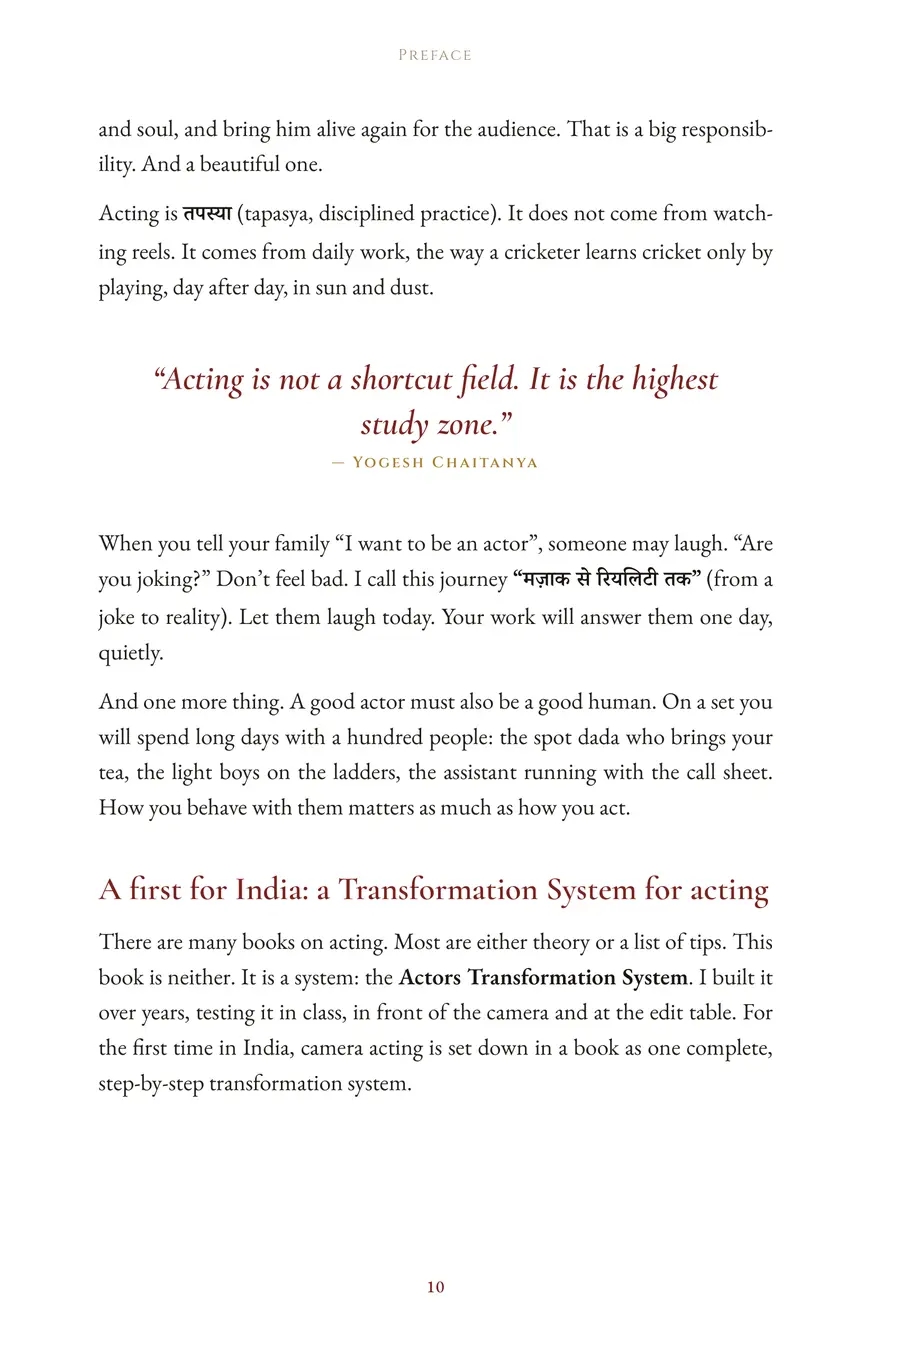 PREFACE
and soul, and bring him alive again for the audience. That is a big responsib-
ility. And a beautiful one.
Acting is तपस्या (tapasya, disciplined practice). It does not come from watch-
ing reels. It comes from daily work, the way a cricketer learns cricket only by
playing, day after day, in sun and dust.
“Acting is not a shortcut field. It is the highest
study zone.”
— YOGESH CHAITANYA
When you tell your family “I want to be an actor”, someone may laugh. “Are
you joking?” Don’t feel bad. I call this journey “मज़ाक से रियलिटी तक” (from a
joke to reality). Let them laugh today. Your work will answer them one day,
quietly.
And one more thing. A good actor must also be a good human. On a set you
will spend long days with a hundred people: the spot dada who brings your
tea, the light boys on the ladders, the assistant running with the call sheet.
How you behave with them matters as much as how you act.
A first for India: a Transformation System for acting
There are many books on acting. Most are either theory or a list of tips. This
book is neither. It is a system: the Actors Transformation System. I built it
over years, testing it in class, in front of the camera and at the edit table. For
the first time in India, camera acting is set down in a book as one complete,
step-by-step transformation system.
10